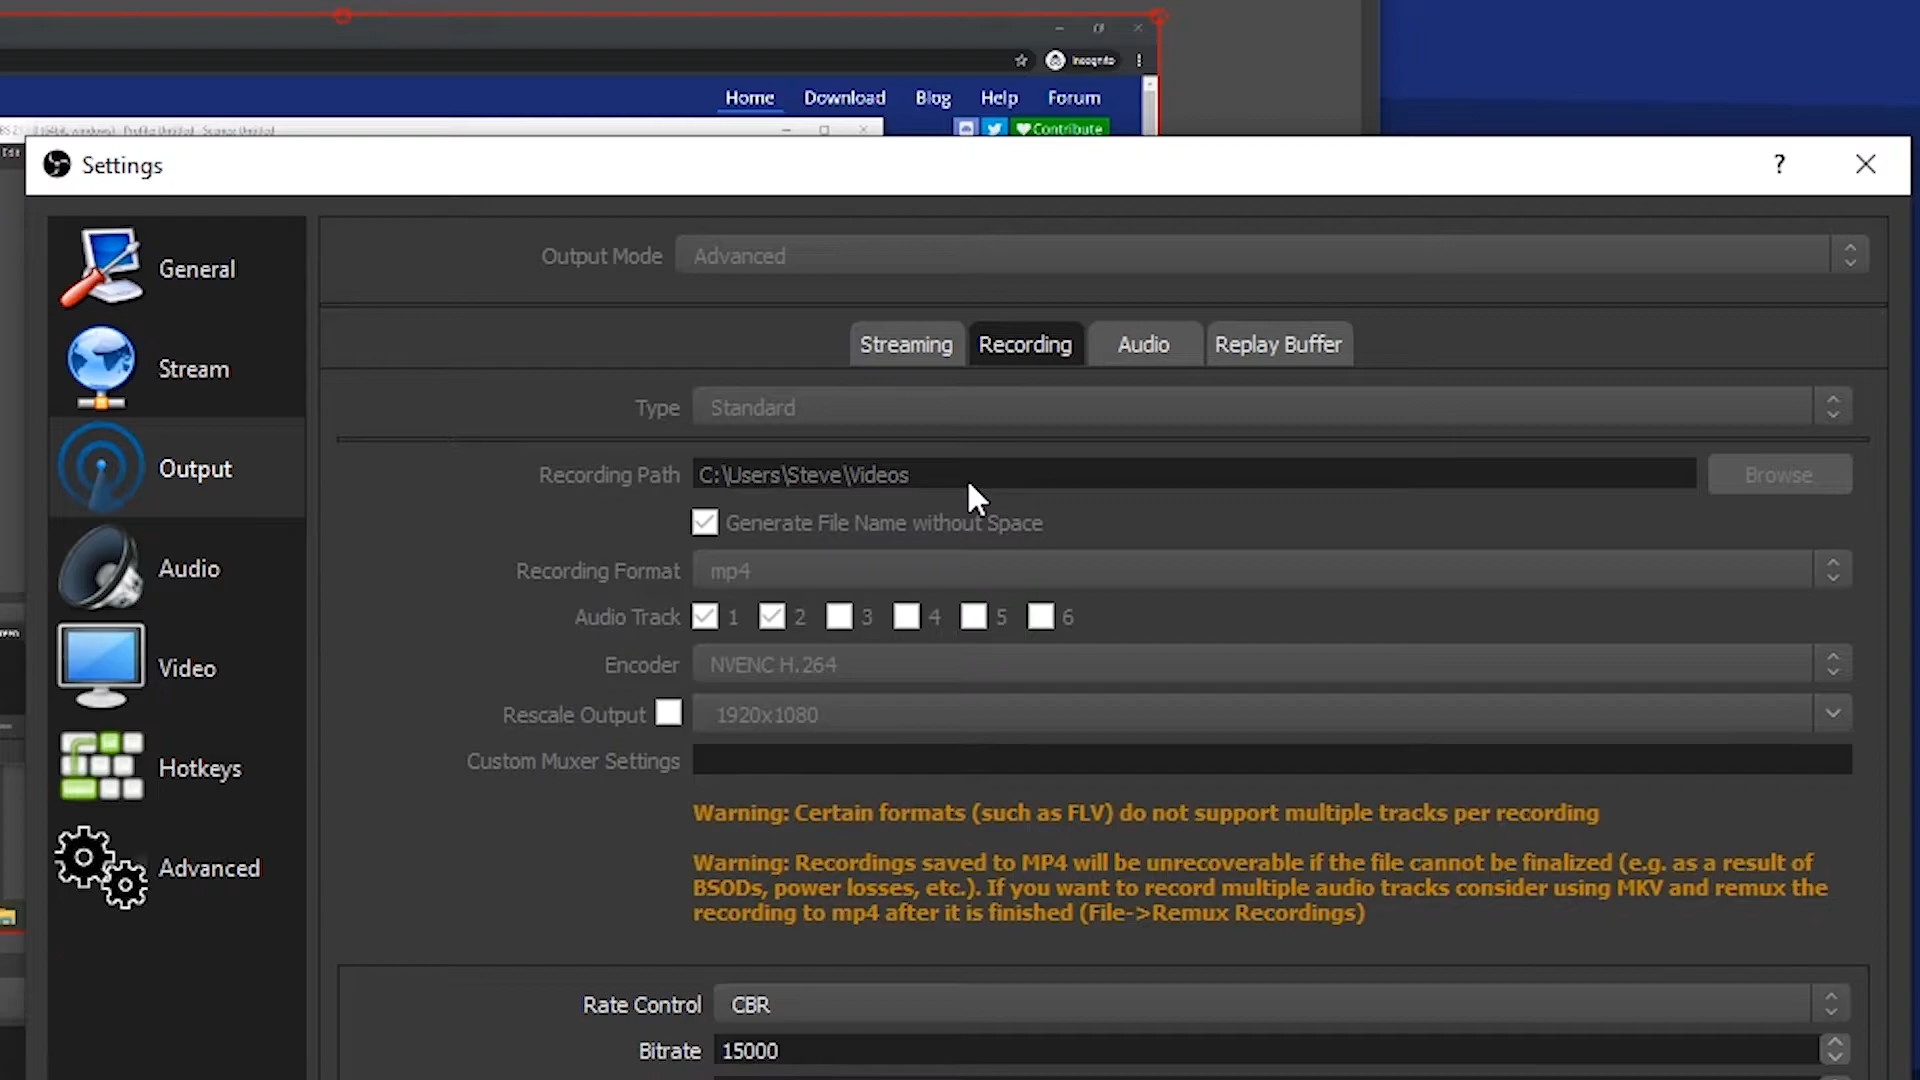 Incognito
Home Download Blog Help Forum
Contribute
Settings
?
General
Stream
Output
Audio
Video
Hotkeys
Advanced
Output Mode Advanced
Streaming Recording Audio Replay Buffer
Type Standard
Recording Path C:\Users\Steve\Videos Browse
Generate File Name without Space
Recording Format mp4
Audio Track 1 2 3 4 5 6
Encoder NVENC H.264
Rescale Output 1920x1080
Custom Muxer Settings
Warning: Certain formats (such as FLV) do not support multiple tracks per recording
Warning: Recordings saved to MP4 will be unrecoverable if the file cannot be finalized (e.g. as a result of
BSODs, power losses, etc.). If you want to record multiple audio tracks consider using MKV and remux the
recording to mp4 after it is finished (File->Remux Recordings)
Rate Control CBR
Bitrate 15000